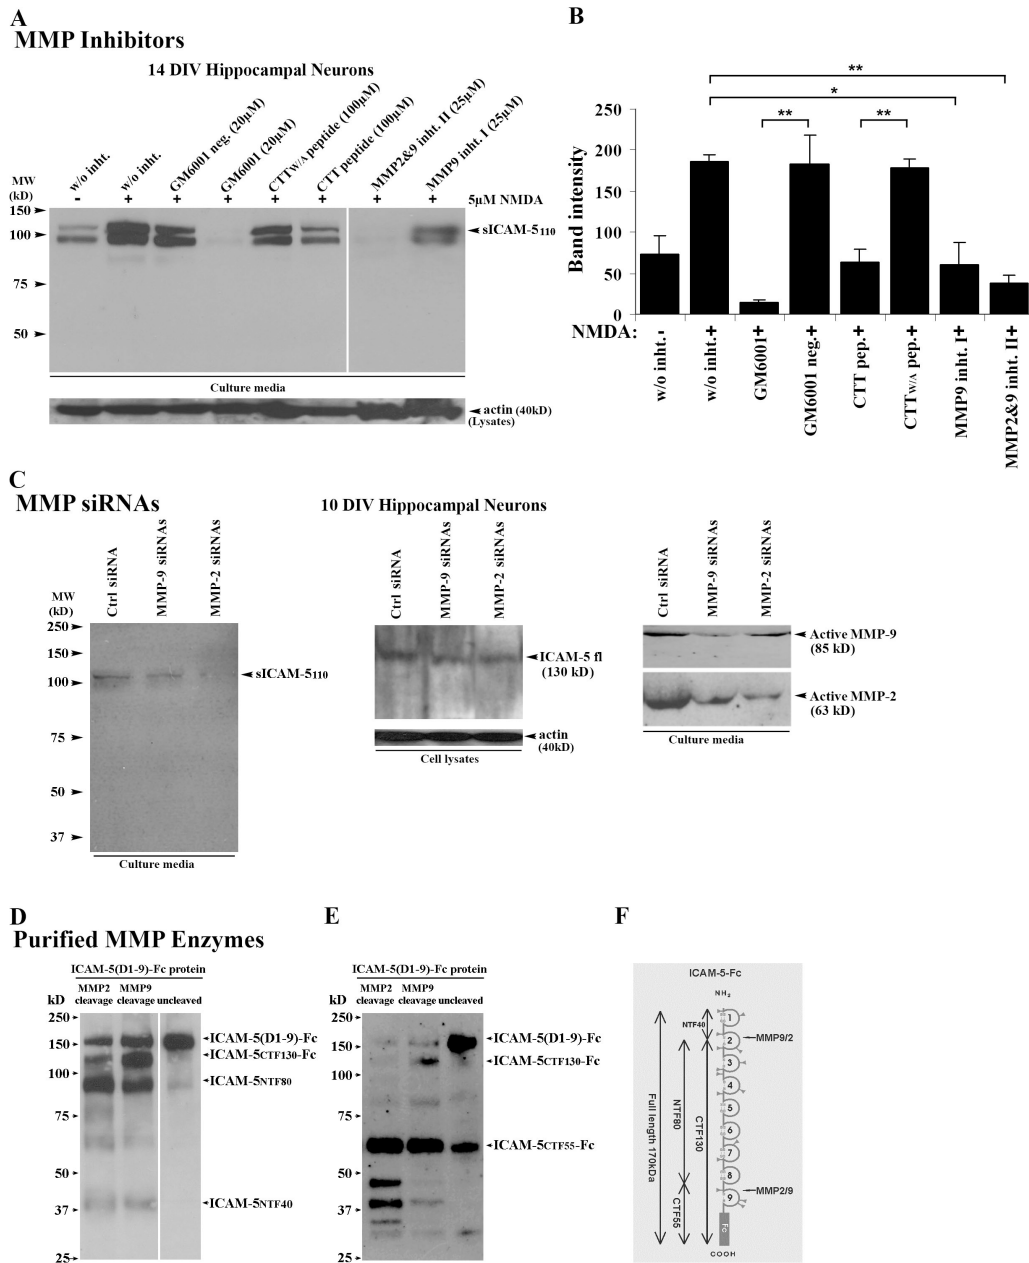 A
MMP Inhibitors
14 DIV Hippocampal Neurons
w/o inht.
w/o inht.
GM6001 neg. (20µM)
GM6001 (20µM)
CTTW/A peptide (100µM)
CTT peptide (100µM)
MMP2&9 inht. II (25µM)
MMP9 inht. I (25µM)
MW
(kD)
- + + + + + + + 5µM NMDA
150
100
75
50
sICAM-5110
Culture media
actin (40kD)
(Lysates)
B
**
*
** **
Band intensity
250
200
150
100
50
0
NMDA:
w/o inht.-
w/o inht.+
GM6001+
GM6001 neg.+
CTT pep.+
CTTW/A pep.+
MMP9 inht. I+
MMP2&9 inht. II+
C
MMP siRNAs
10 DIV Hippocampal Neurons
Ctrl siRNA
MMP-9 siRNAs
MMP-2 siRNAs
MW
(kD)
250
150
100
75
50
37
sICAM-5110
Culture media
Ctrl siRNA
MMP-9 siRNAs
MMP-2 siRNAs
ICAM-5 fl
(130 kD)
actin
(40kD)
Cell lysates
Ctrl siRNA
MMP-9 siRNAs
MMP-2 siRNAs
Active MMP-9
(85 kD)
Active MMP-2
(63 kD)
Culture media
D
Purified MMP Enzymes
ICAM-5(D1-9)-Fc protein
MMP2 cleavage
MMP9 cleavage
uncleaved
kD
250
150
100
75
50
37
25
ICAM-5(D1-9)-Fc
ICAM-5CTF130-Fc
ICAM-5NTF80
ICAM-5NTF40
E
ICAM-5(D1-9)-Fc protein
MMP2 cleavage
MMP9 cleavage
uncleaved
kD
250
150
100
75
50
37
25
ICAM-5(D1-9)-Fc
ICAM-5CTF130-Fc
ICAM-5CTF55-Fc
F
ICAM-5-Fc
NH2
NTF40
1
2
3
4
5
6
7
8
9
MMP9/2
MMP2/9
Full length 170kDa
NTF80
CTF130
CTF55
Fc
COOH